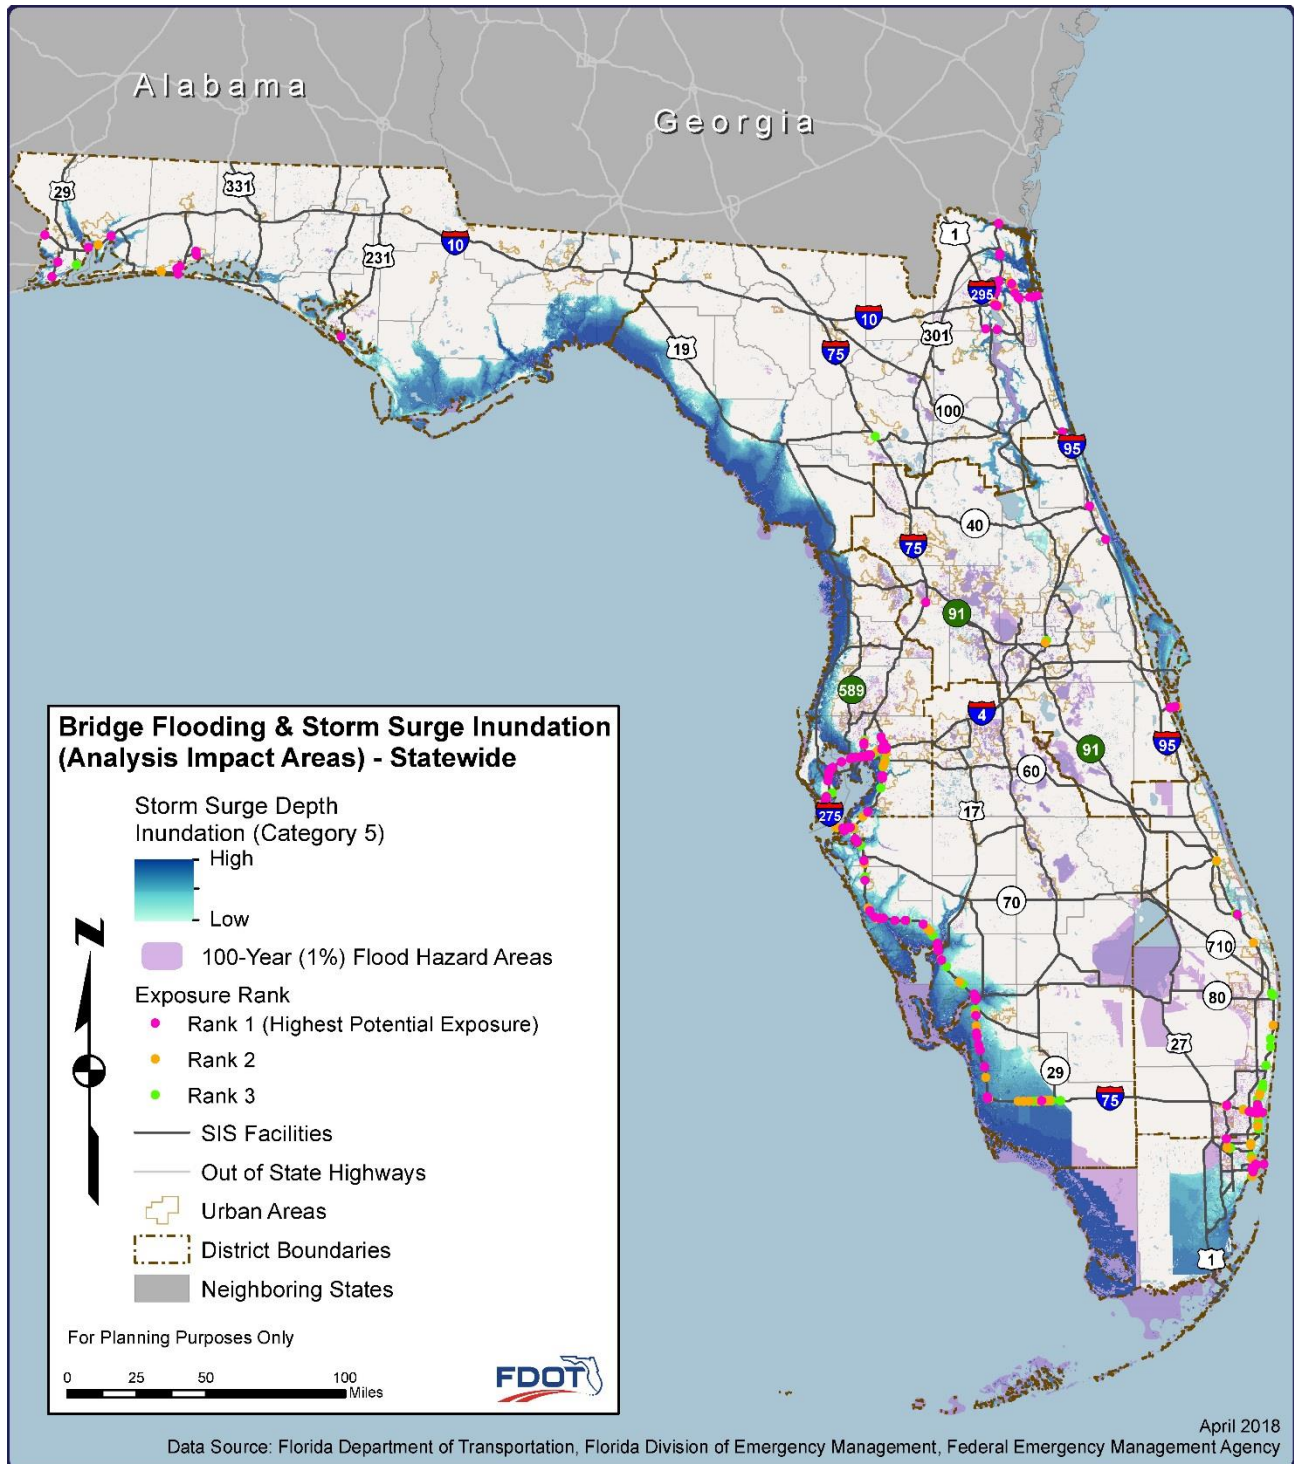 Alabama
Georgia
29
331
231
10
1
295
10
301
19
75
100
95
40
75
91
589
4
91
95
60
275
17
70
710
80
27
29
75
1
Bridge Flooding & Storm Surge Inundation
(Analysis Impact Areas) - Statewide
Storm Surge Depth
Inundation (Category 5)
High
Low
100-Year (1%) Flood Hazard Areas
Exposure Rank
Rank 1 (Highest Potential Exposure)
Rank 2
Rank 3
SIS Facilities
Out of State Highways
Urban Areas
District Boundaries
Neighboring States
N
For Planning Purposes Only
0 25 50 100
Miles
FDOT
April 2018
Data Source: Florida Department of Transportation, Florida Division of Emergency Management, Federal Emergency Management Agency